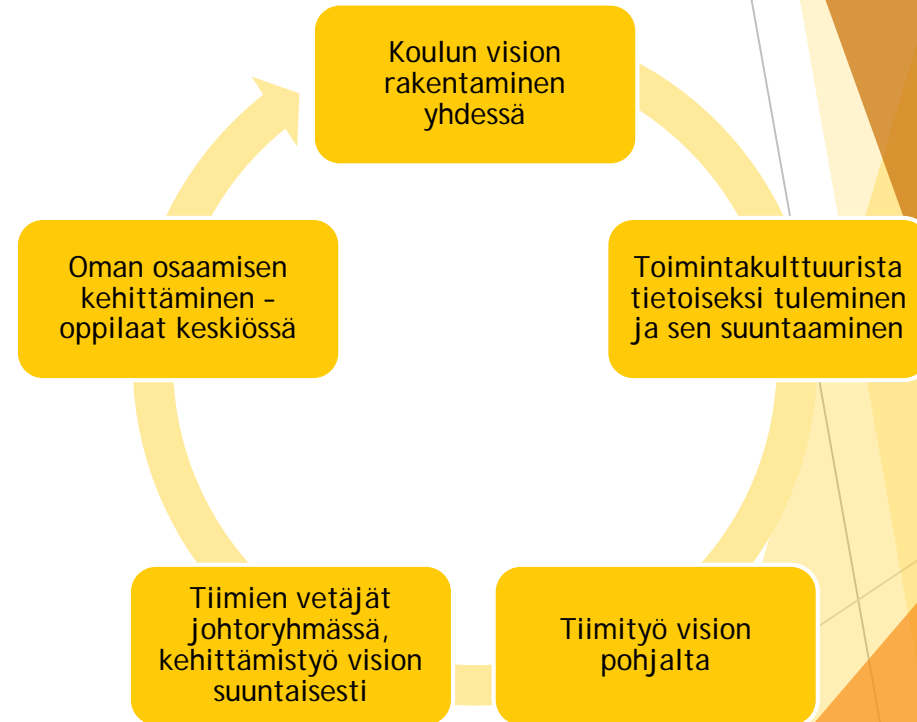 Koulun vision
rakentaminen
yhdessä
Toimintakulttuurista
tietoiseksi tuleminen
ja sen suuntaaminen
Tiimityö vision
pohjalta
Tiimien vetäjät
johtoryhmässä,
kehittämistyö vision
suuntaisesti
Oman osaamisen
kehittäminen –
oppilaat keskiössä